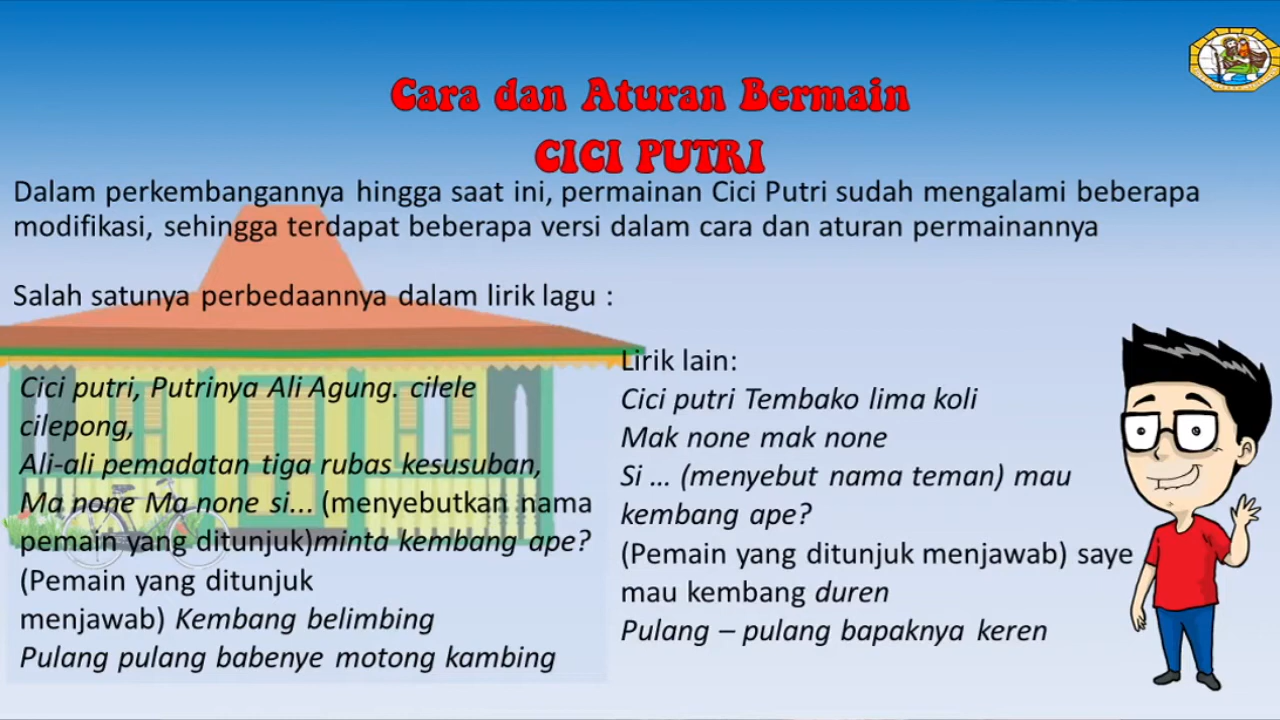 Cara dan Aturan Bermain
CICI PUTRI
Dalam perkembangannya hingga saat ini, permainan Cici Putri sudah mengalami beberapa
modifikasi, sehingga terdapat beberapa versi dalam cara dan aturan permainannya
Salah satunya perbedaannya dalam lirik lagu :
Cici putri, Putrinya Ali Agung. cilele
cilepong,
Ali-ali pemadatan tiga rubas kesusuban,
Ma none Ma none si... (menyebutkan nama
pemain yang ditunjuk)minta kembang ape?
(Pemain yang ditunjuk
menjawab) Kembang belimbing
Pulang pulang babenye motong kambing
Lirik lain:
Cici putri Tembako lima koli
Mak none mak none
Si ... (menyebut nama teman) mau
kembang ape?
(Pemain yang ditunjuk menjawab) saye
mau kembang duren
Pulang – pulang bapaknya keren